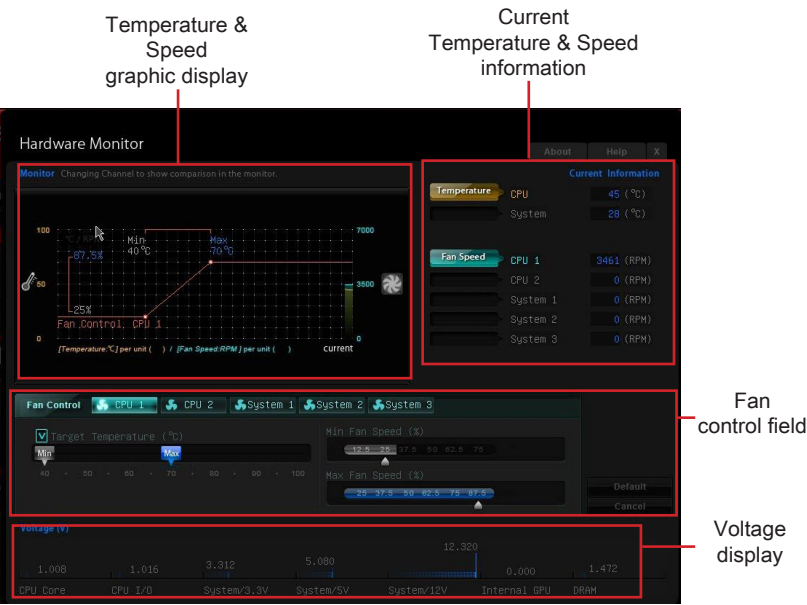 Temperature &
Speed
graphic display
Current
Temperature & Speed
information
Hardware Monitor
About Help X
Monitor Changing Channel to show comparison in the monitor.
Current Information
Temperature CPU 45 (°C)
System 28 (°C)
Fan Speed CPU 1 3461 (RPM)
CPU 2 0 (RPM)
System 1 0 (RPM)
System 2 0 (RPM)
System 3 0 (RPM)
100 7000
Min Max
40°C 70°C
87.5%
50 3500
25%
Fan Control: CPU 1
0 0
[Temperature:°C] per unit ( ) / [Fan Speed:RPM] per unit ( ) current
Fan Control CPU 1 CPU 2 System 1 System 2 System 3
Target Temperature (°C)
Min Max
40 - 50 - 60 - 70 - 80 - 90 - 100
Min Fan Speed (%)
12.5 25 37.5 50 62.5 75
Max Fan Speed (%)
25 37.5 50 62.5 75 87.5
Default
Cancel
Fan
control field
Voltage (V)
1.008 1.016 3.312 5.080 12.320 0.000 1.472
CPU Core CPU I/O System/3.3V System/5V System/12V Internal GPU DRAM
Voltage
display